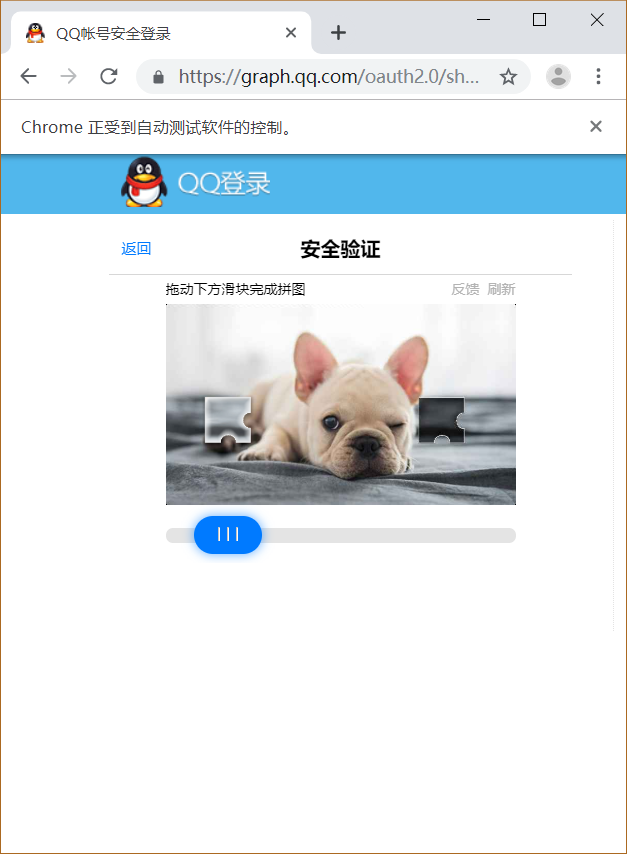 QQ帐号安全登录
https://graph.qq.com/oauth2.0/sh...
Chrome 正受到自动测试软件的控制。
QQ登录
返回 安全验证
拖动下方滑块完成拼图 反馈 刷新